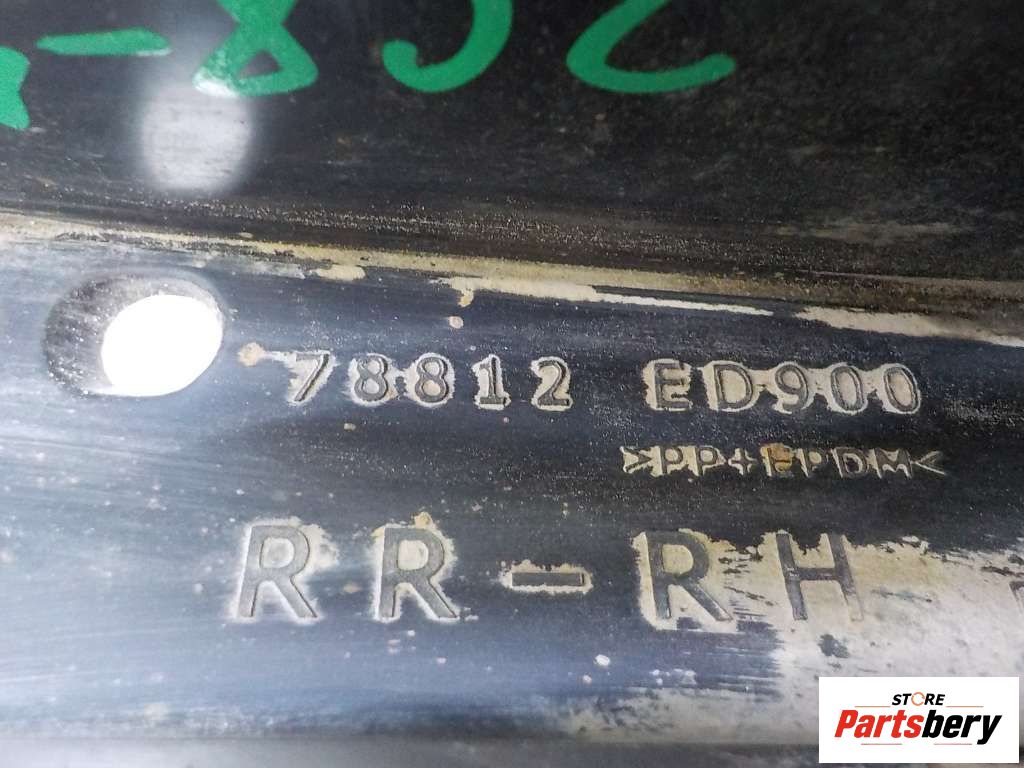 78812 ED900
>PP+EPDM<
RR-RH
STORE
Partsbery